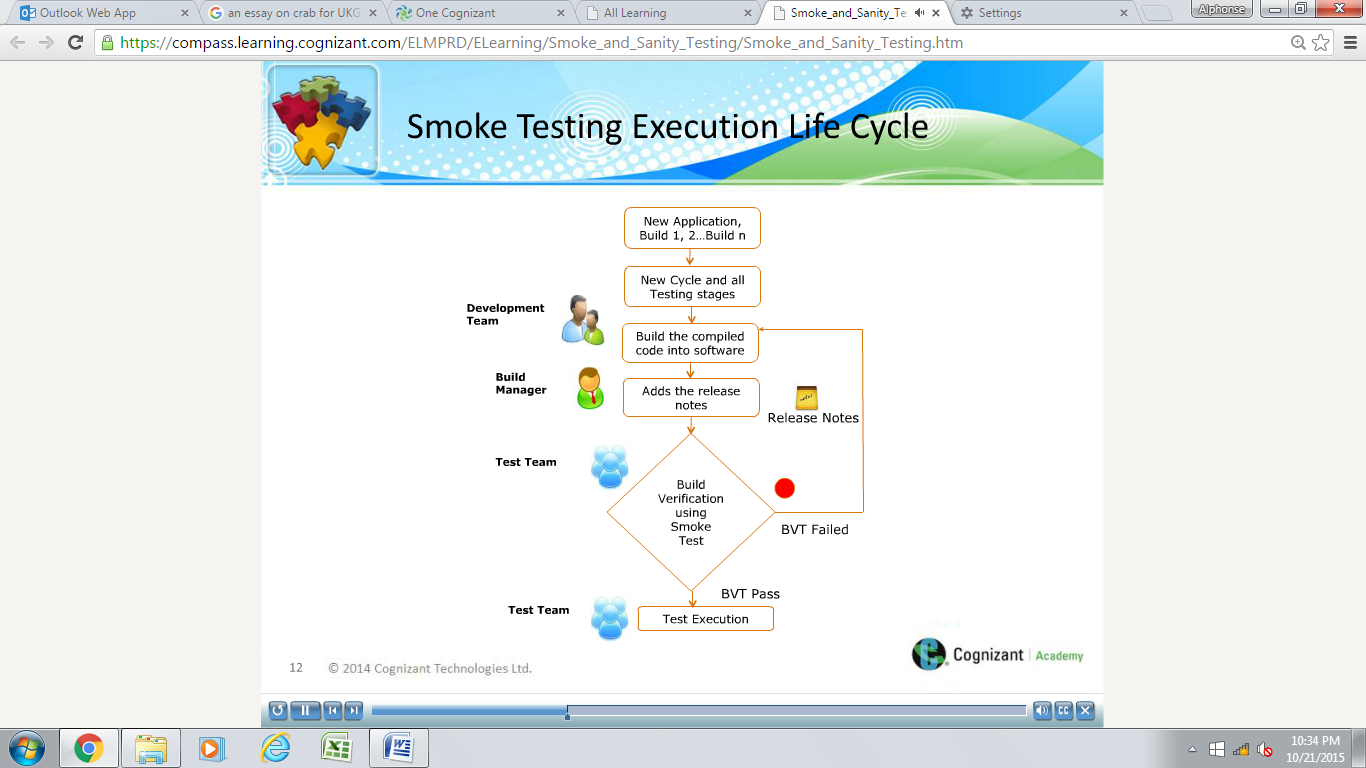 Outlook Web App
an essay on crab for UKG
One Cognizant
All Learning
Smoke_and_Sanity_Te
Settings
Alphonse
https://compass.learning.cognizant.com/ELMPRD/ELearning/Smoke_and_Sanity_Testing/Smoke_and_Sanity_Testing.htm
Smoke Testing Execution Life Cycle
New Application,
Build 1, 2...Build n
New Cycle and all
Testing stages
Development
Team
Build the compiled
code into software
Build
Manager
Adds the release
notes
Release Notes
Test Team
Build
Verification
using
Smoke
Test
BVT Failed
BVT Pass
Test Team
Test Execution
12 © 2014 Cognizant Technologies Ltd.
Cognizant | Academy
CC
10:34 PM
10/21/2015